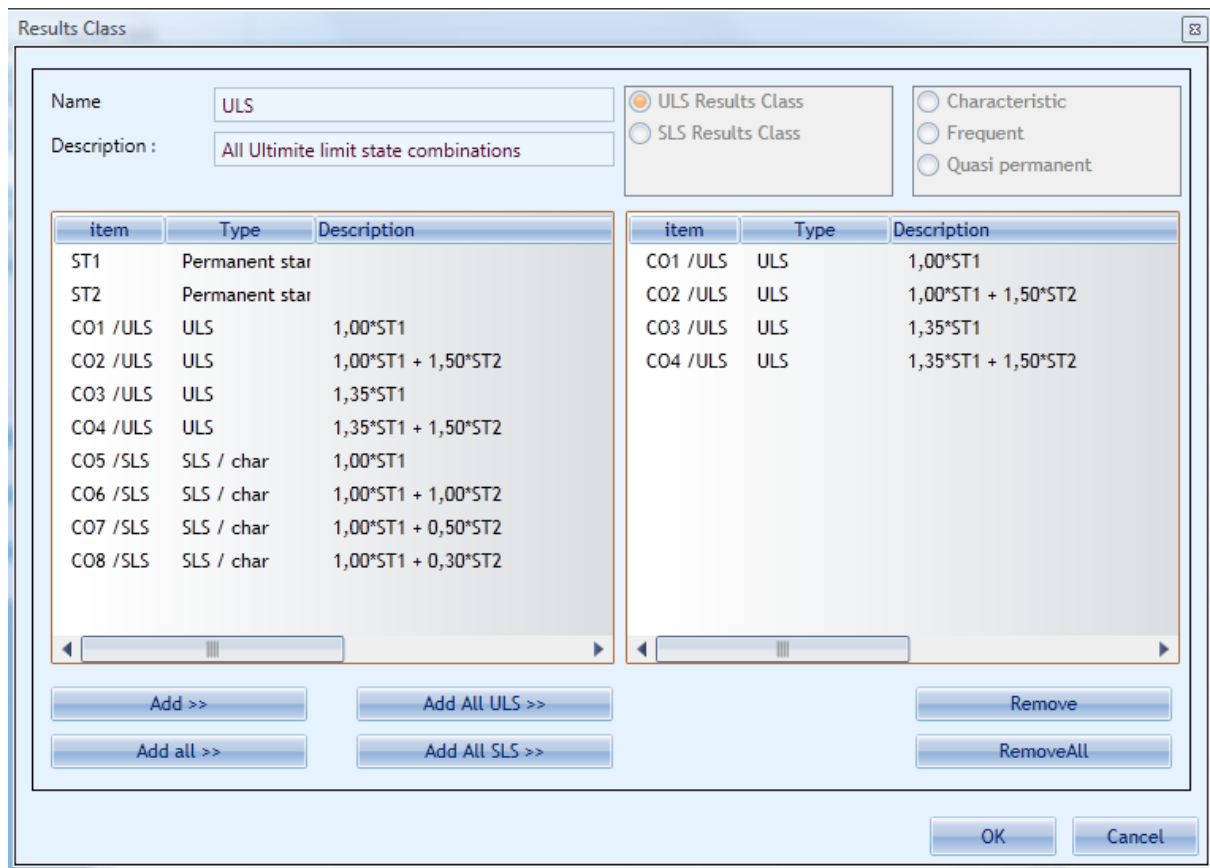 Results Class
Name ULS
Description : All Ultimite limit state combinations
ULS Results Class
SLS Results Class
Characteristic
Frequent
Quasi permanent
item Type Description
ST1 Permanent star
ST2 Permanent star
CO1 /ULS ULS 1,00*ST1
CO2 /ULS ULS 1,00*ST1 + 1,50*ST2
CO3 /ULS ULS 1,35*ST1
CO4 /ULS ULS 1,35*ST1 + 1,50*ST2
CO5 /SLS SLS / char 1,00*ST1
CO6 /SLS SLS / char 1,00*ST1 + 1,00*ST2
CO7 /SLS SLS / char 1,00*ST1 + 0,50*ST2
CO8 /SLS SLS / char 1,00*ST1 + 0,30*ST2
item Type Description
CO1 /ULS ULS 1,00*ST1
CO2 /ULS ULS 1,00*ST1 + 1,50*ST2
CO3 /ULS ULS 1,35*ST1
CO4 /ULS ULS 1,35*ST1 + 1,50*ST2
Add >> Add All ULS >> Remove
Add all >> Add All SLS >> RemoveAll
OK Cancel